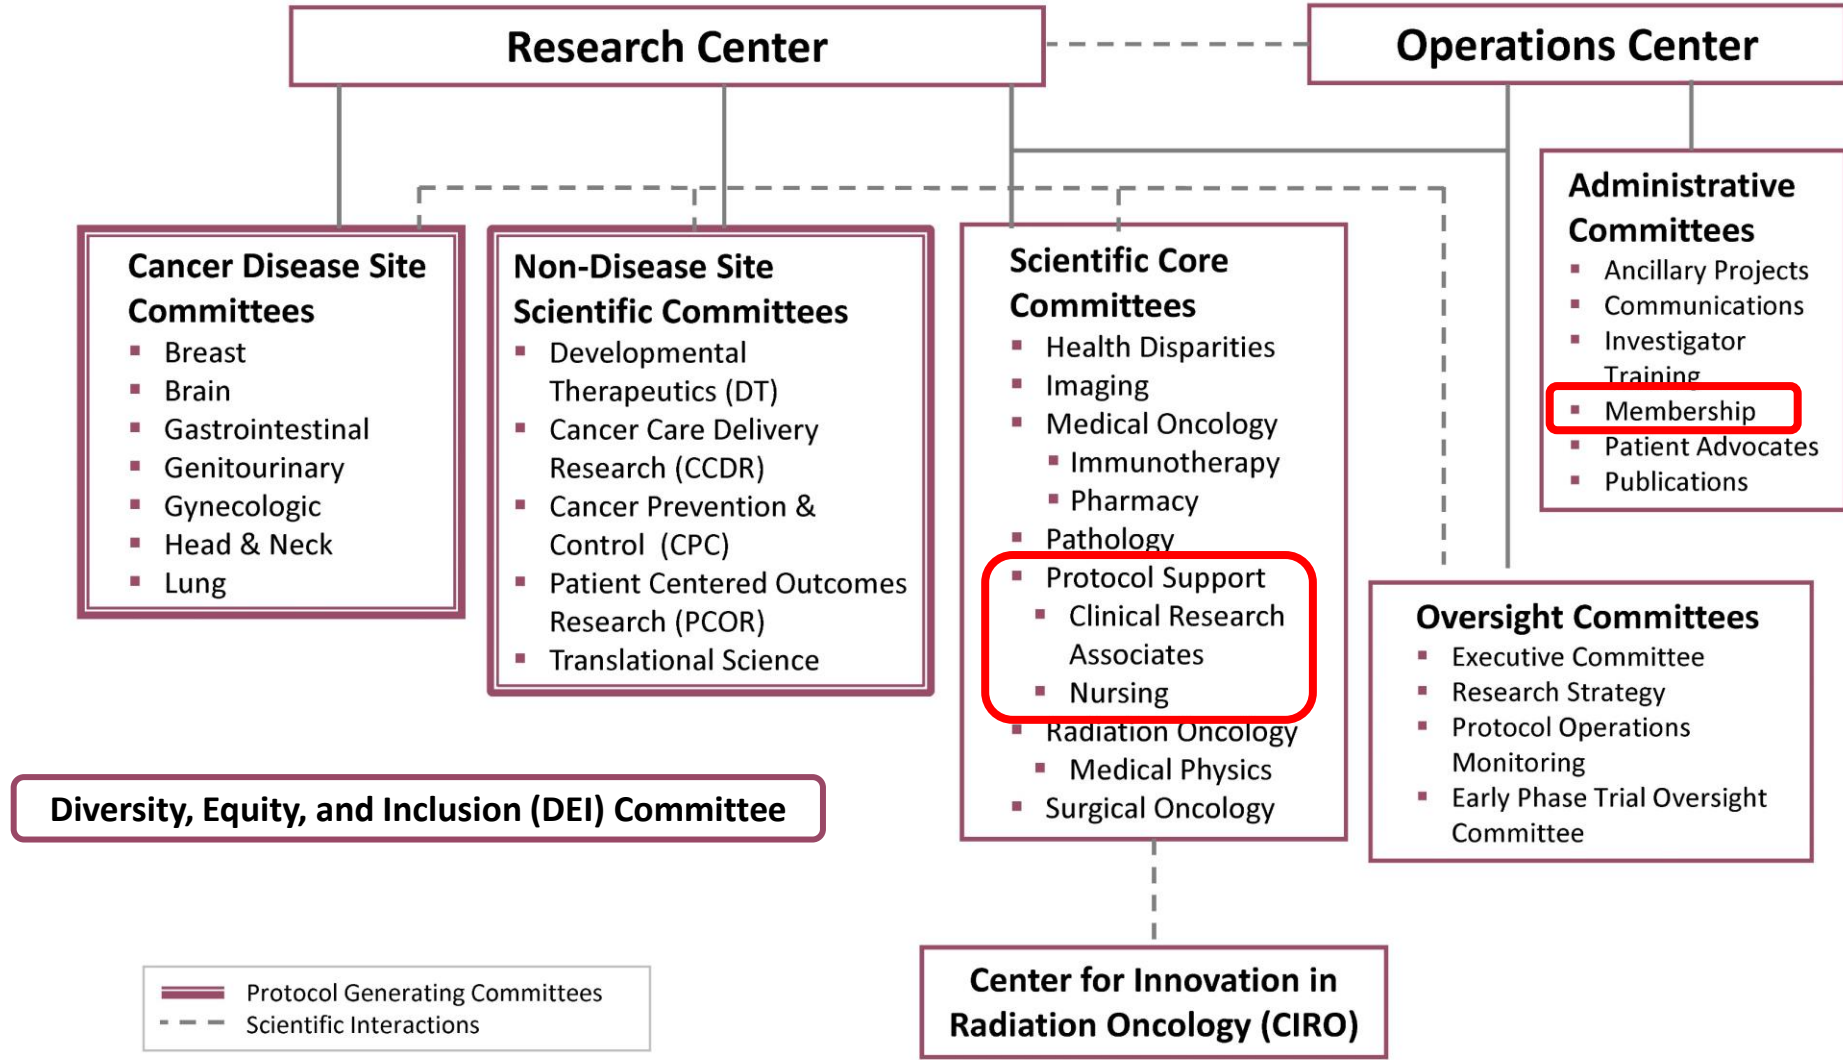 Research Center
Operations Center
Cancer Disease Site
Committees
Breast
Brain
Gastrointestinal
Genitourinary
Gynecologic
Head & Neck
Lung
Non-Disease Site
Scientific Committees
Developmental
Therapeutics (DT)
Cancer Care Delivery
Research (CCDR)
Cancer Prevention &
Control (CPC)
Patient Centered Outcomes
Research (PCOR)
Translational Science
Scientific Core
Committees
Health Disparities
Imaging
Medical Oncology
Immunotherapy
Pharmacy
Pathology
Protocol Support
Clinical Research
Associates
Nursing
Radiation Oncology
Medical Physics
Surgical Oncology
Administrative
Committees
Ancillary Projects
Communications
Investigator
Training
Membership
Patient Advocates
Publications
Oversight Committees
Executive Committee
Research Strategy
Protocol Operations
Monitoring
Early Phase Trial Oversight
Committee
Diversity, Equity, and Inclusion (DEI) Committee
Center for Innovation in
Radiation Oncology (CIRO)
Protocol Generating Committees
Scientific Interactions